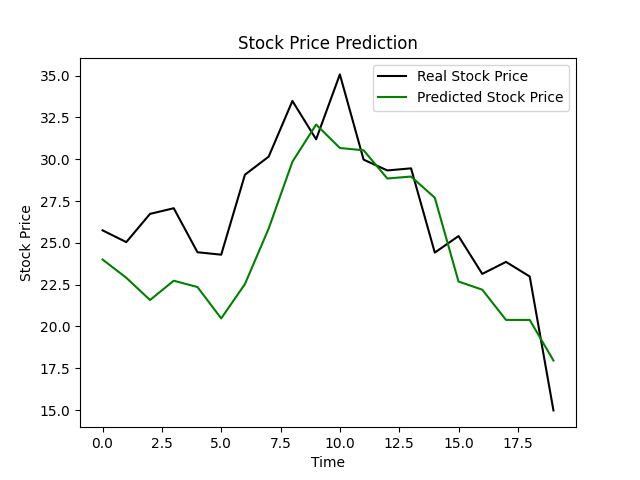 Stock Price Prediction
Real Stock Price
Predicted Stock Price
Stock Price
35.0
32.5
30.0
27.5
25.0
22.5
20.0
17.5
15.0
0.0 2.5 5.0 7.5 10.0 12.5 15.0 17.5
Time